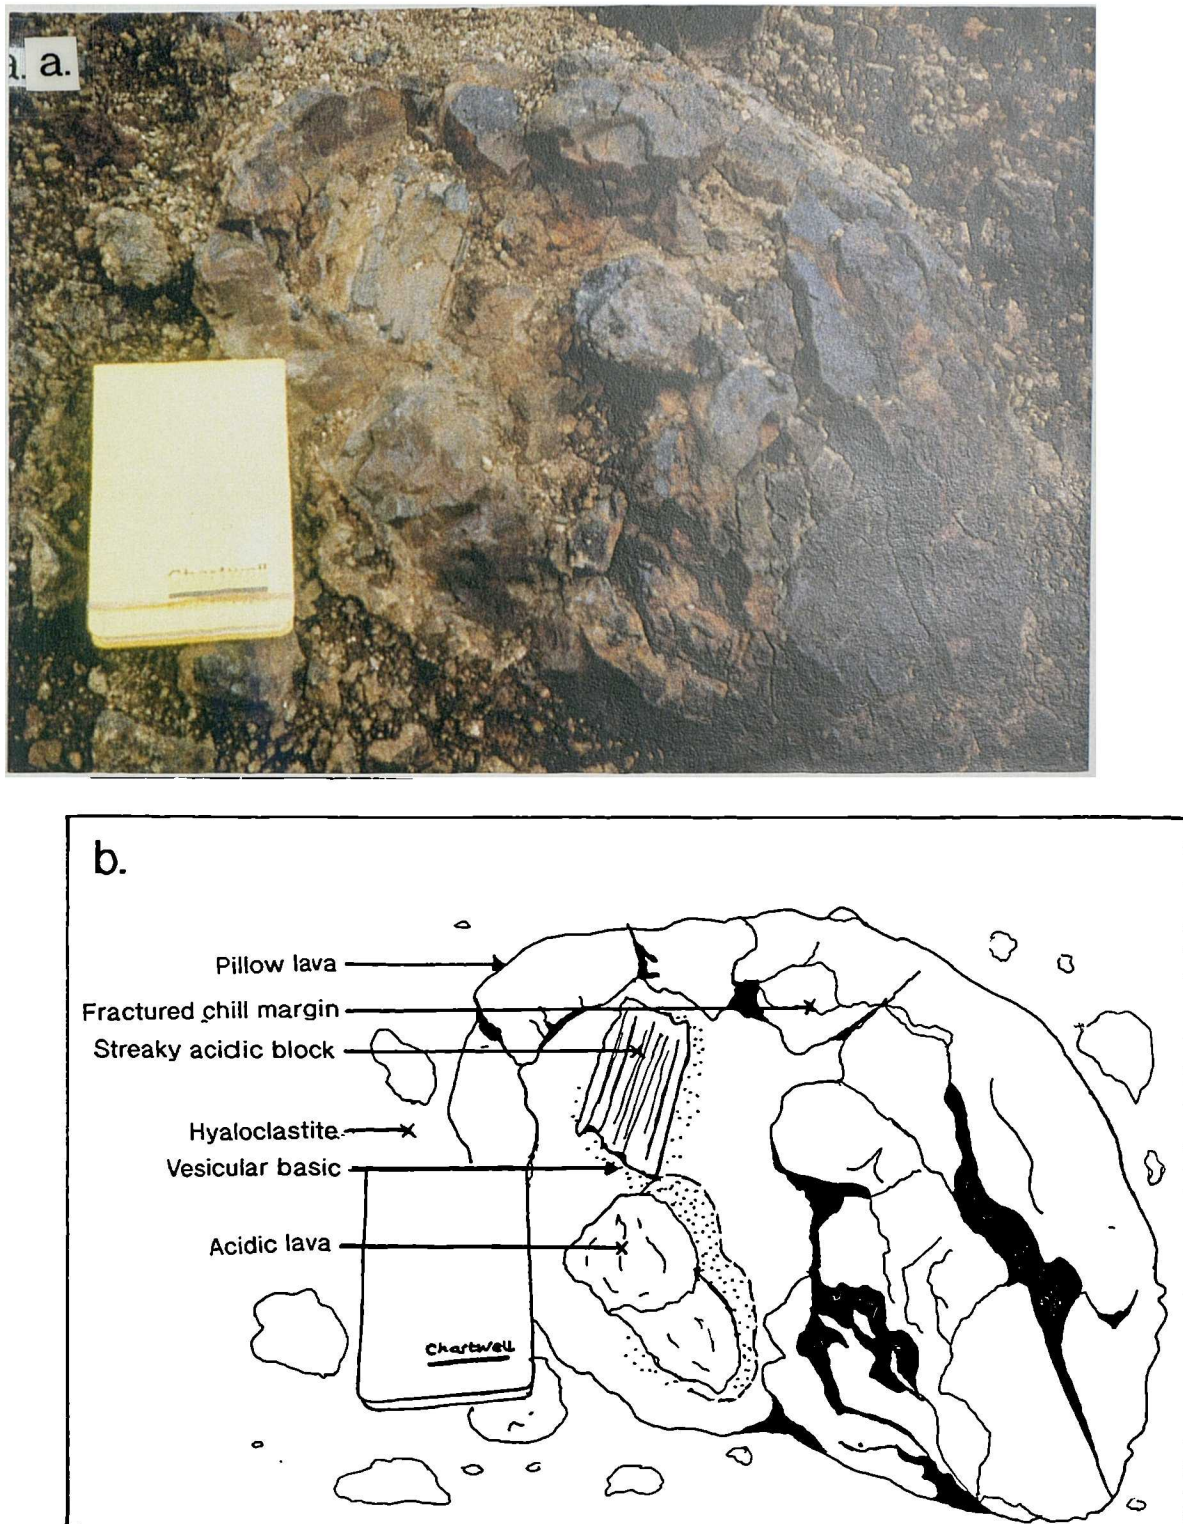 a. a.
Chartwell
b.
Pillow lava
Fractured chill margin
Streaky acidic block
Hyaloclastite
Vesicular basic
Acidic lava
Chartwell